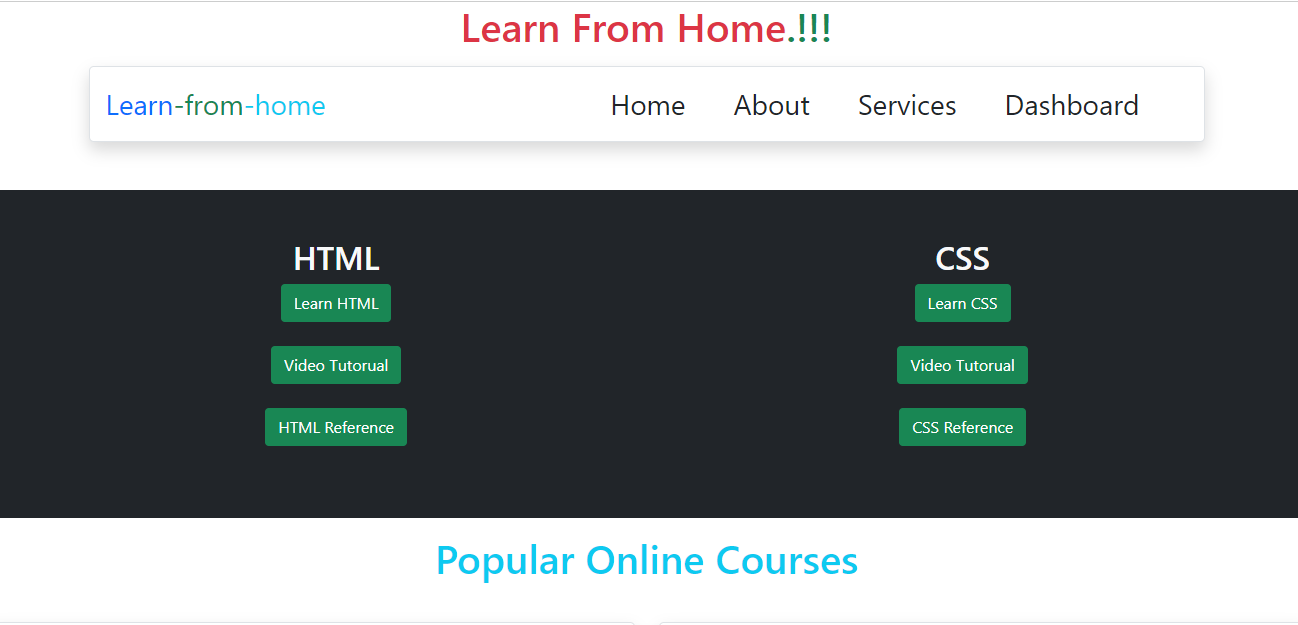 Learn From Home.!!!
Learn-from-home Home About Services Dashboard
HTML CSS
Learn HTML Learn CSS
Video Tutorual Video Tutorual
HTML Reference CSS Reference
Popular Online Courses